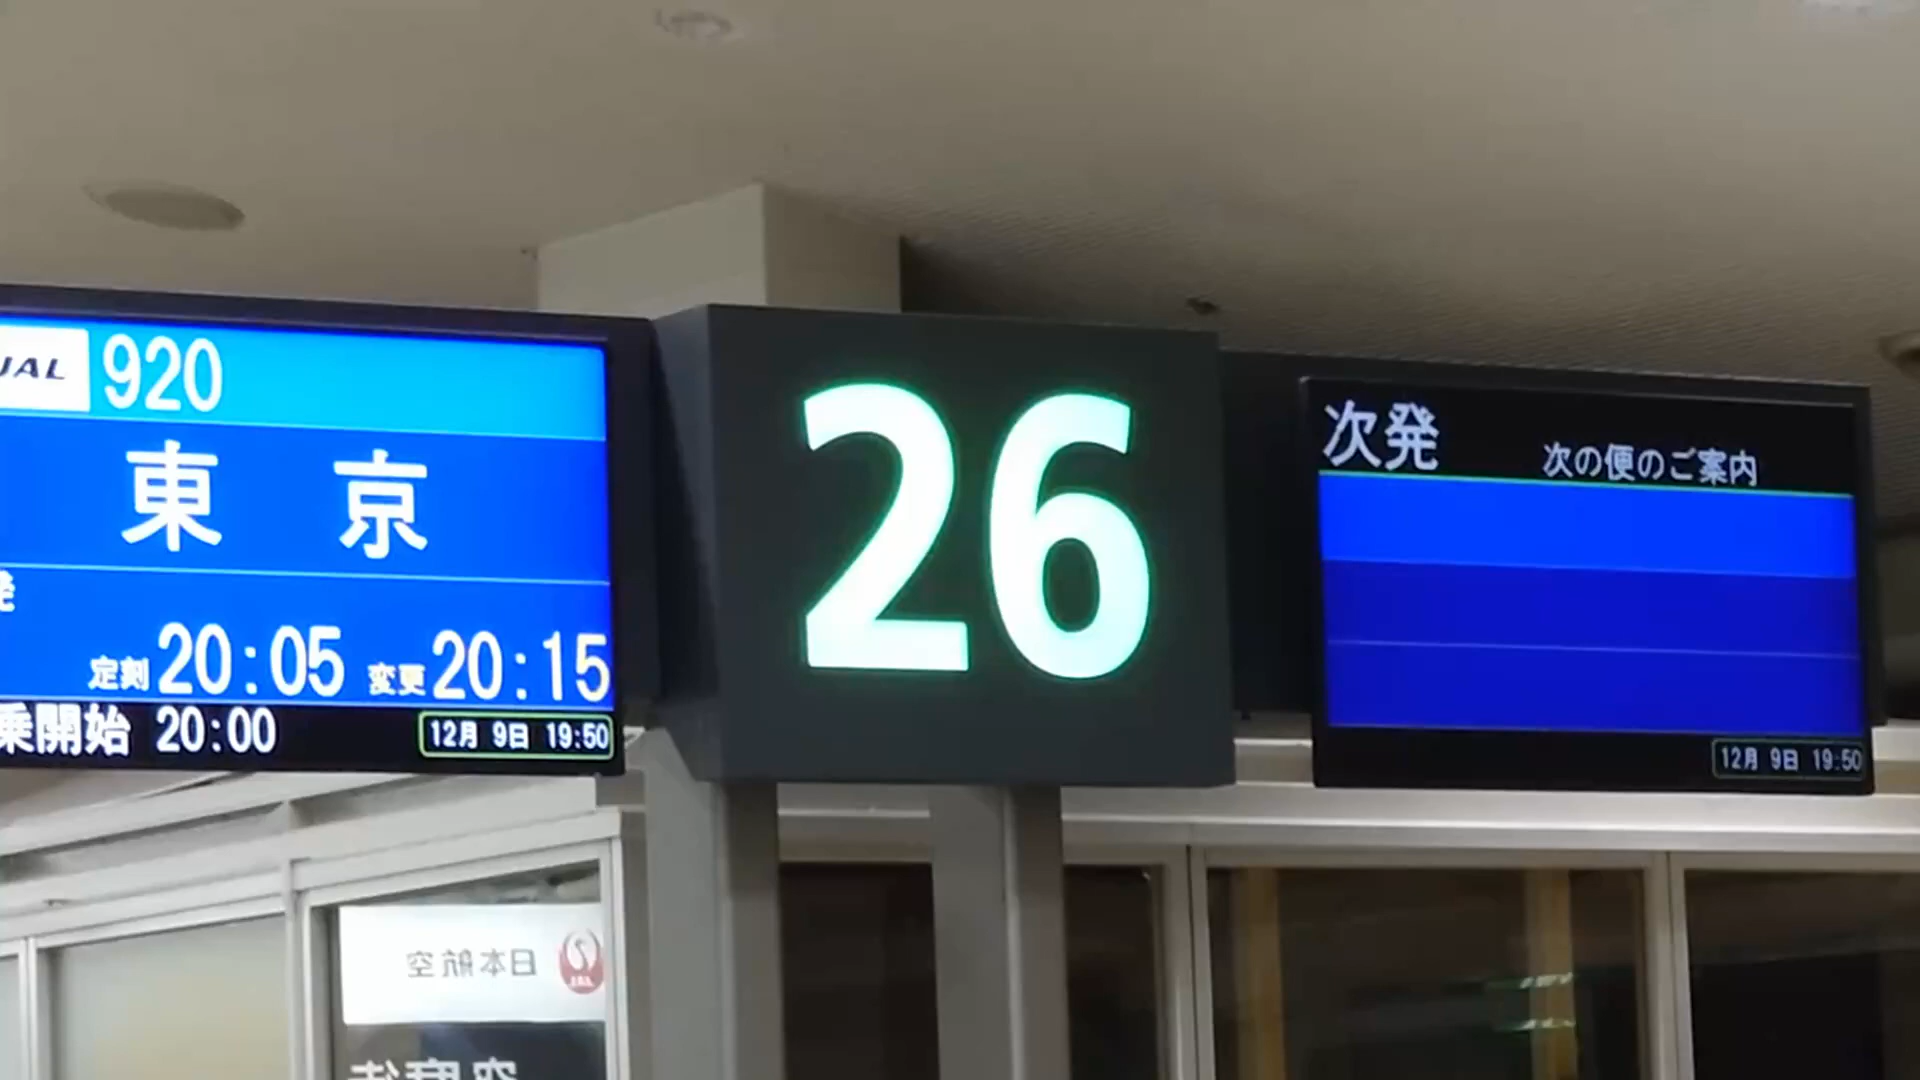 JAL 920
東京
発
定刻 20:05 変更 20:15
乗開始 20:00
12月 9日 19:50
26
次発 次の便のご案内
12月 9日 19:50
日本航空
JAL